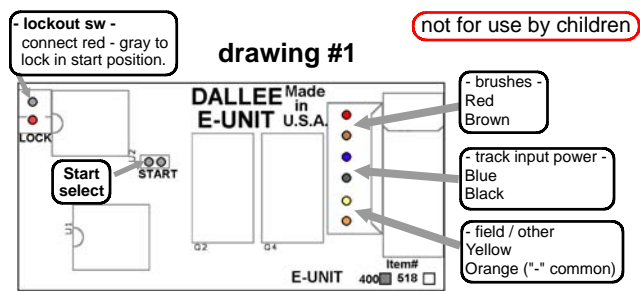 - lockout sw -
connect red - gray to
lock in start position.
drawing #1
not for use by children
DALLEE Made
in
E-UNIT U.S.A.
LOCK
U2
START
Start
select
U1
Q2
Q4
E-UNIT
Item#
400 518
- brushes -
Red
Brown
- track input power -
Blue
Black
- field / other
Yellow
Orange ("-" common)